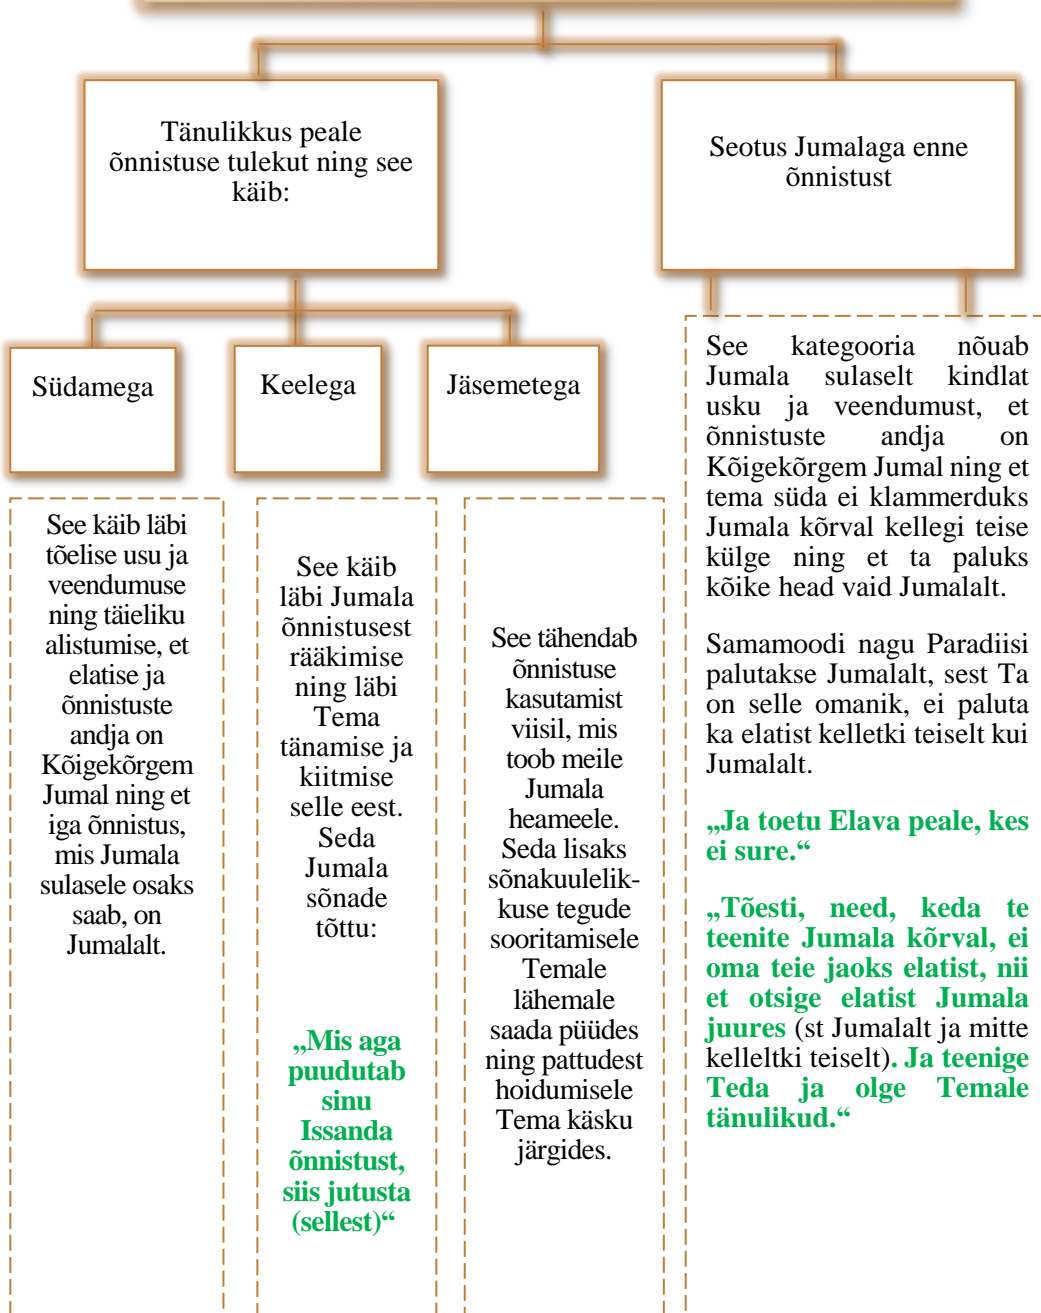 Tänulikkus peale
õnnistuse tulekut ning see
käib:
Seotus Jumalaga enne
õnnistust
Südamega
Keelega
Jäsemetega
See käib läbi
tõelise usu ja
veendumuse
ning täieliku
alistumise, et
elatise ja
õnnistuste
andja on
Kõigekõrgem
Jumal ning et
iga õnnistus,
mis Jumala
sulasele osaks
saab, on
Jumalalt.
See käib
läbi Jumala
õnnistusest
rääkimise
ning läbi
Tema
tänamise ja
kiitmise
selle eest.
Seda
Jumala
sõnade
tõttu:
„Mis aga
puudutab
sinu
Issanda
õnnistust,
siis jutusta
(sellest)“
See tähendab
õnnistuse
kasutamist
viisil, mis
toob meile
Jumala
heameele.
Seda lisaks
sõnakuulelik-
kuse tegude
sooritamisele
Temale
lähemale
saada püüdes
ning pattudest
hoidumisele
Tema käsku
järgides.
See kategooria nõuab
Jumala sulaselt kindlat
usku ja veendumust, et
õnnistuste andja on
Kõigekõrgem Jumal ning et
tema süda ei klammerduks
Jumala kõrval kellegi teise
külge ning et ta paluks
kõike head vaid Jumalalt.
Samamoodi nagu Paradiisi
palutakse Jumalalt, sest Ta
on selle omanik, ei paluta
ka elatist kelletki teiselt kui
Jumalalt.
„Ja toetu Elava peale, kes
ei sure.“
„Tõesti, need, keda te
teenite Jumala kõrval, ei
oma teie jaoks elatist, nii
et otsige elatist Jumala
juures (st Jumalalt ja mitte
kelleltki teiselt). Ja teenige
Teda ja olge Temale
tänulikud.“